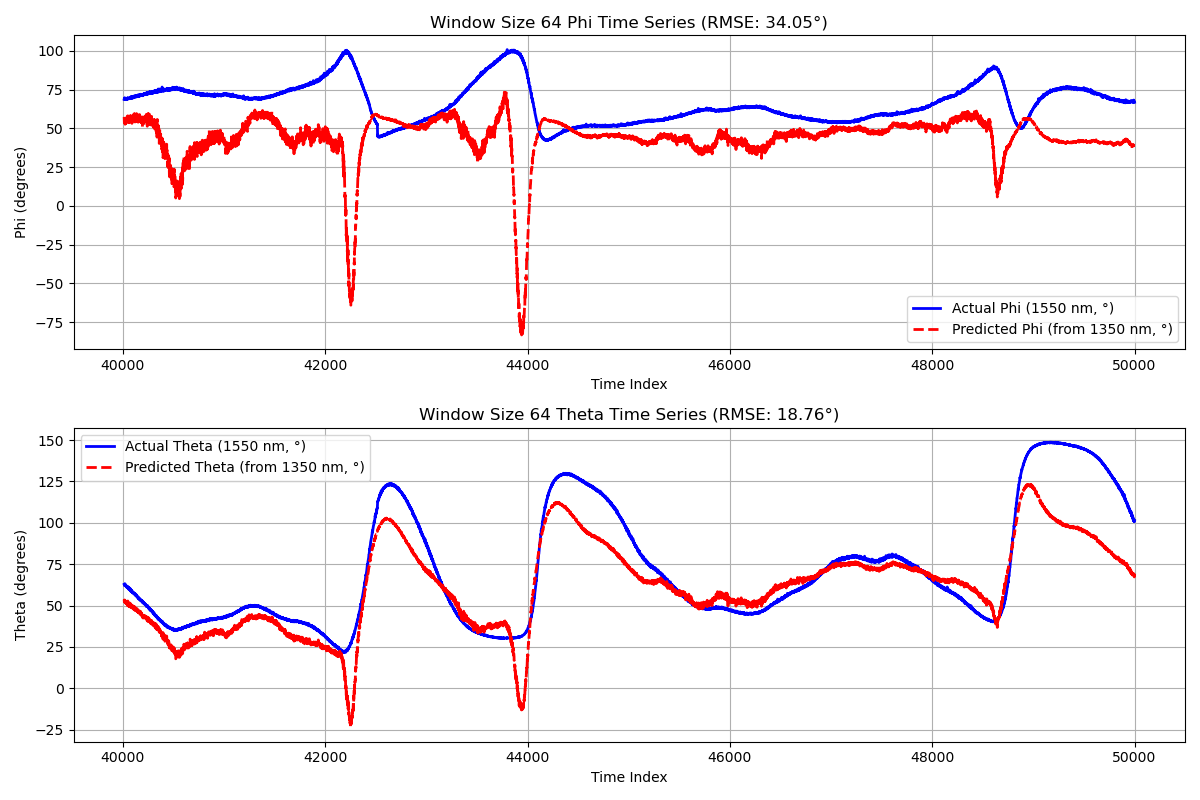 Window Size 64 Phi Time Series (RMSE: 34.05°)
Phi (degrees)
100
75
50
25
0
−25
−50
−75
Actual Phi (1550 nm, °)
Predicted Phi (from 1350 nm, °)
40000 42000 44000 46000 48000 50000
Time Index
Window Size 64 Theta Time Series (RMSE: 18.76°)
Theta (degrees)
150
125
100
75
50
25
0
−25
Actual Theta (1550 nm, °)
Predicted Theta (from 1350 nm, °)
40000 42000 44000 46000 48000 50000
Time Index